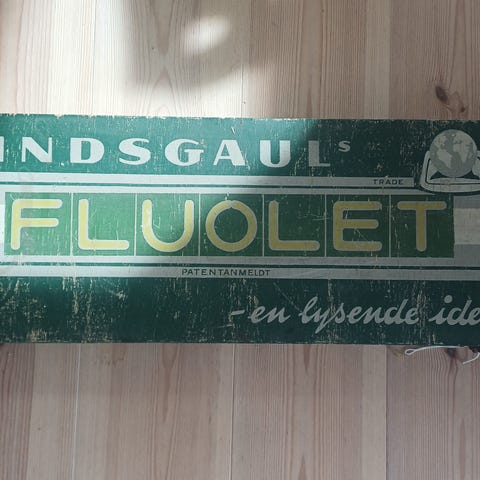 INDSGAULS
TRADE
FLUOLET
PATENTANMELDT
-en lysende ide